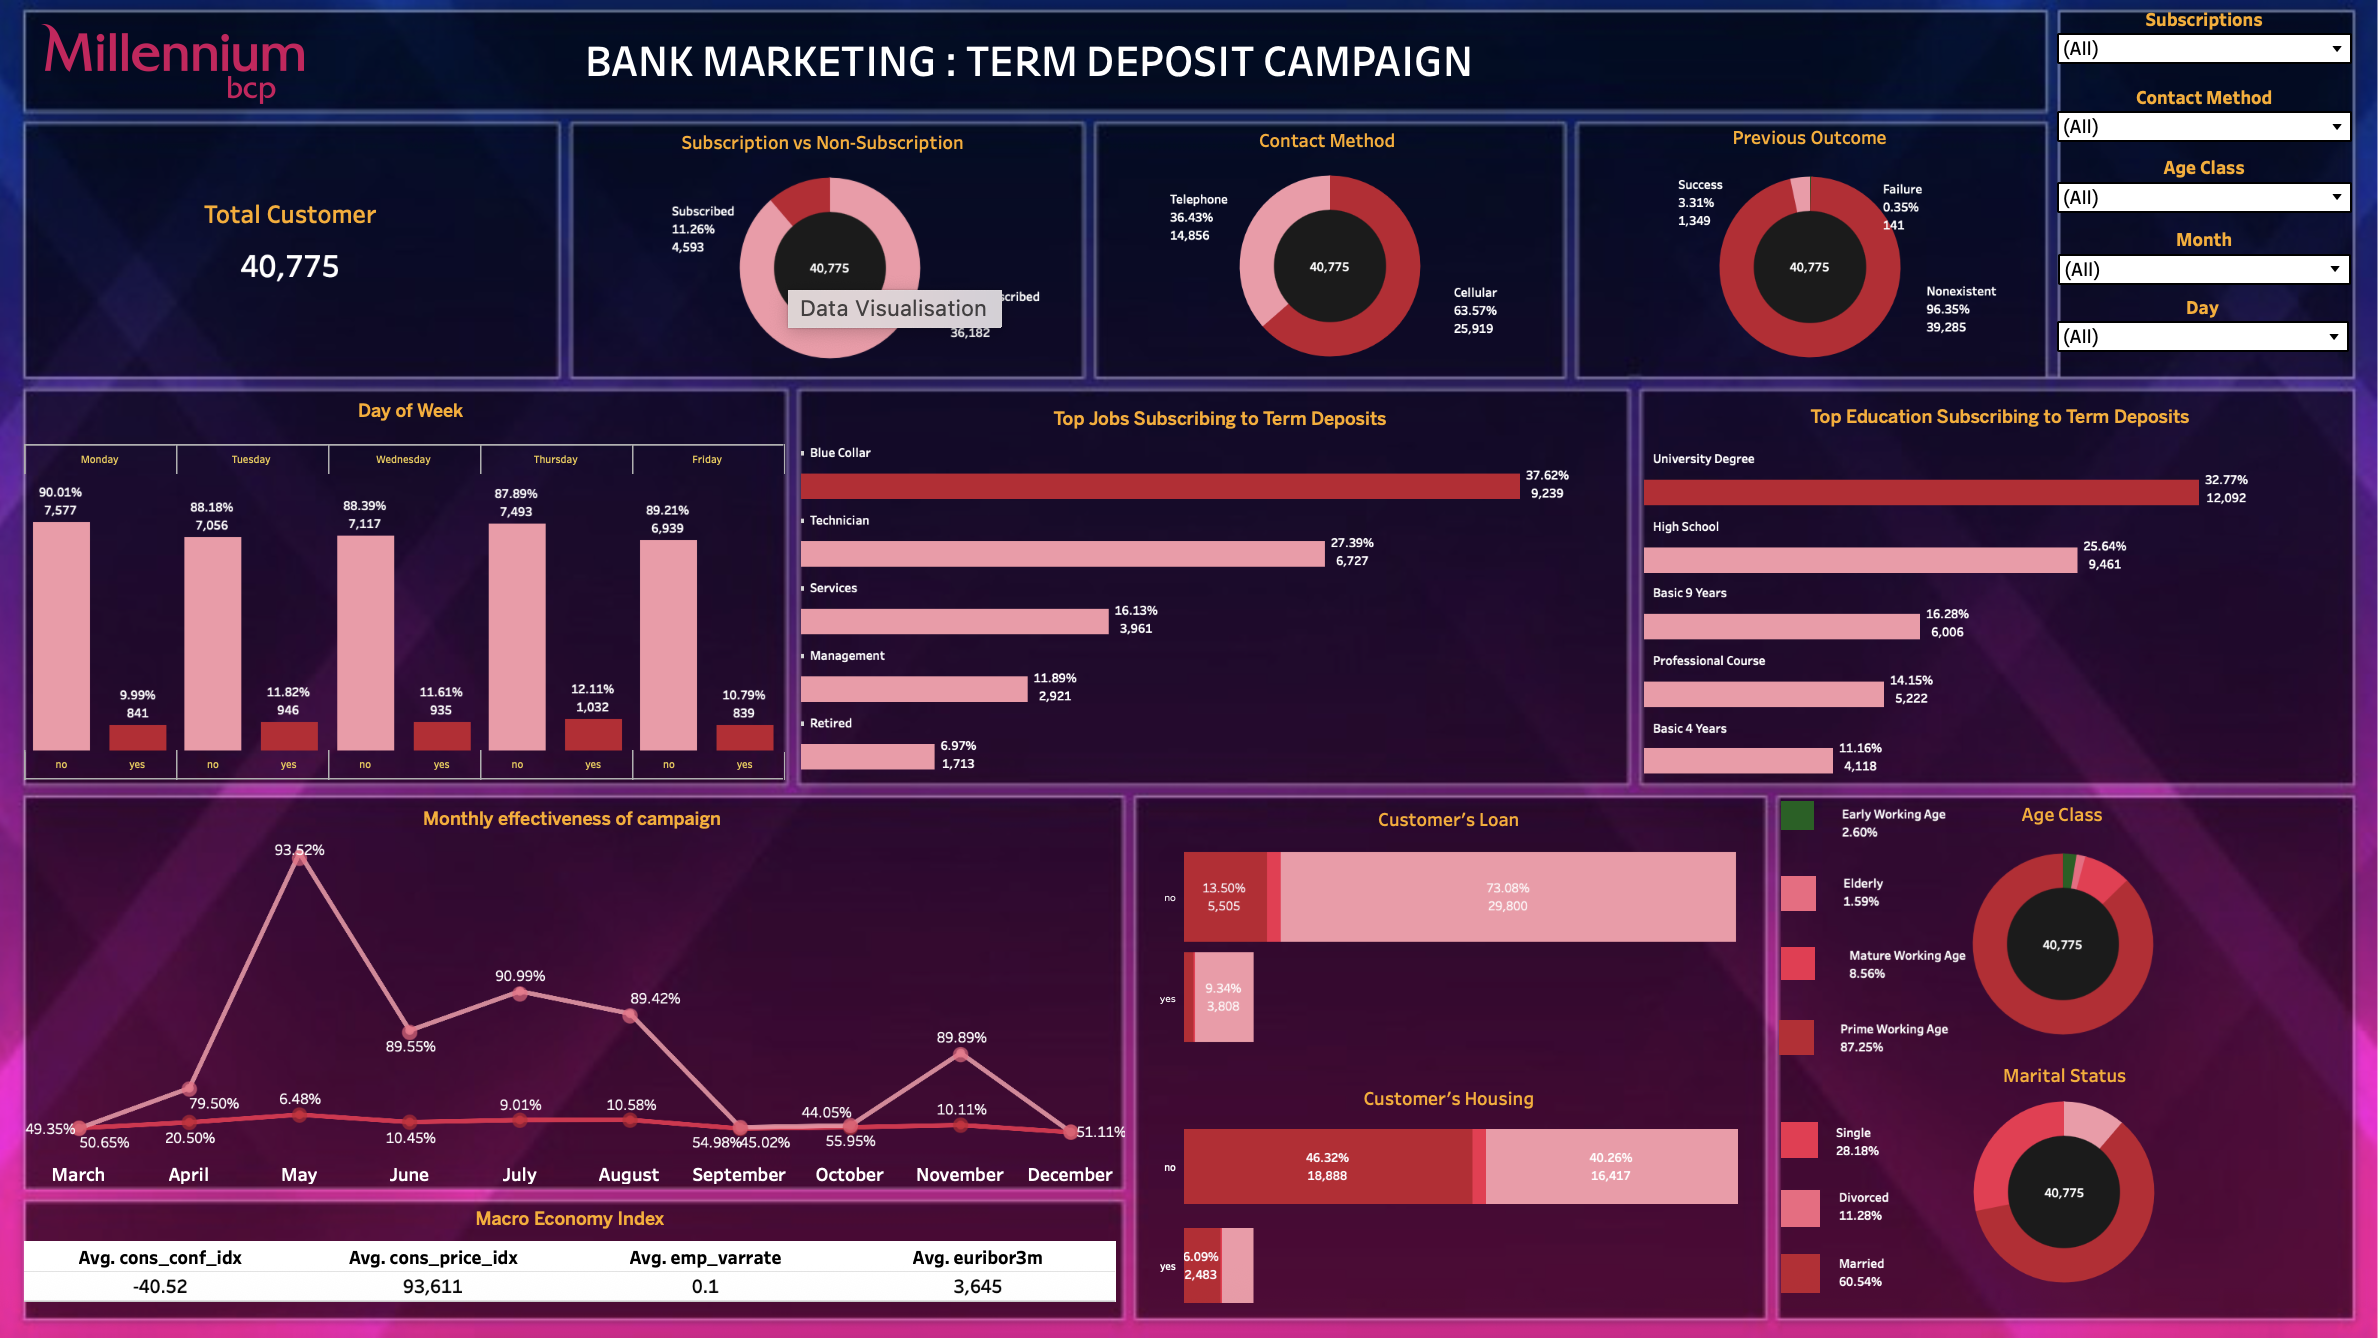 Millennium
bcp
BANK MARKETING : TERM DEPOSIT CAMPAIGN
Subscriptions
(All)
Contact Method
(All)
Age Class
(All)
Month
(All)
Day
(All)
Total Customer
40,775
Subscription vs Non-Subscription
Subscribed
11.26%
4,593
40,775
scribed
36,182
Data Visualisation
Contact Method
Telephone
36.43%
14,856
40,775
Cellular
63.57%
25,919
Previous Outcome
Success
3.31%
1,349
Failure
0.35%
141
40,775
Nonexistent
96.35%
39,285
Day of Week
Monday Tuesday Wednesday Thursday Friday
90.01%
7,577
9.99%
841
88.18%
7,056
11.82%
946
88.39%
7,117
11.61%
935
87.89%
7,493
12.11%
1,032
89.21%
6,939
10.79%
839
no yes no yes no yes no yes no yes
Top Jobs Subscribing to Term Deposits
Blue Collar
37.62%
9,239
Technician
27.39%
6,727
Services
16.13%
3,961
Management
11.89%
2,921
Retired
6.97%
1,713
Top Education Subscribing to Term Deposits
University Degree
32.77%
12,092
High School
25.64%
9,461
Basic 9 Years
16.28%
6,006
Professional Course
14.15%
5,222
Basic 4 Years
11.16%
4,118
Monthly effectiveness of campaign
93.52%
90.99%
89.42%
89.55%
89.89%
79.50%
6.48%
9.01%
10.58%
44.05%
10.11%
49.35%
50.65%
20.50%
10.45%
54.98%
45.02%
55.95%
51.11%
March April May June July August September October November December
Macro Economy Index
Avg. cons_conf_idx Avg. cons_price_idx Avg. emp_varrate Avg. euribor3m
-40.52 93,611 0.1 3,645
Customer's Loan
no
13.50%
5,505
73.08%
29,800
yes
9.34%
3,808
Customer's Housing
no
46.32%
18,888
40.26%
16,417
yes
6.09%
2,483
Age Class
Early Working Age
2.60%
Elderly
1.59%
Mature Working Age
8.56%
Prime Working Age
87.25%
40,775
Marital Status
Single
28.18%
Divorced
11.28%
Married
60.54%
40,775